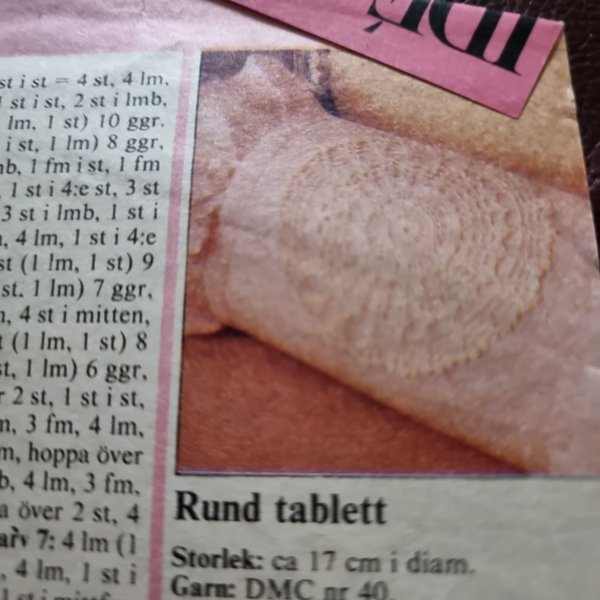 IDÉ
st i st = 4 st, 4 lm,
st i st, 2 st i lmb,
lm, 1 st) 10 ggr.
i st, 1 lm) 8 ggr,
1 fm i st, 1 fm
1 st i 4:e st, 3 st
3 st i lmb, 1 st i
4 lm, 1 st i 4:e
st (1 lm, 1 st) 9
st. 1 lm) 7 ggr,
4 st i mitten,
(1 lm, 1 st) 8
st, 1 lm) 6 ggr,
2 st, 1 st i st,
3 fm, 4 lm,
hoppa över
4 lm, 3 fm,
över 2 st, 4
7: 4 lm (1
4 lm, 1 st i
Rund tablett
Storlek: ca 17 cm i diam.
Garn: DMC nr 40.